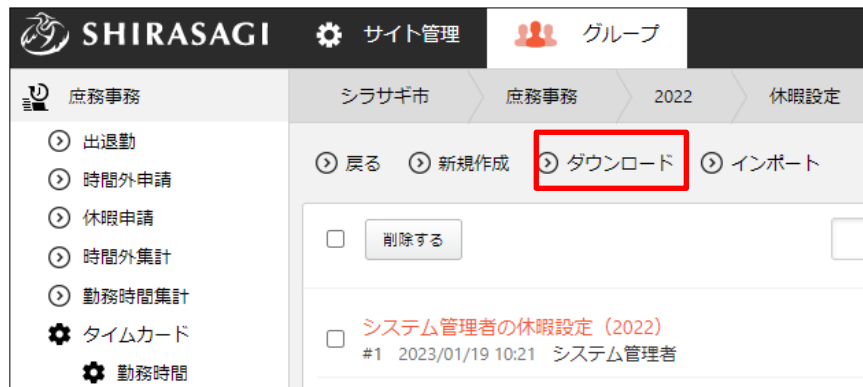 SHIRASAGI サイト管理 グループ
庶務事務 シラサギ市 庶務事務 2022 休暇設定
出退勤
戻る 新規作成 ダウンロード インポート
時間外申請
休暇申請
削除する
時間外集計
勤務時間集計
システム管理者の休暇設定（2022）
タイムカード
#1 2023/01/19 10:21 システム管理者
勤務時間